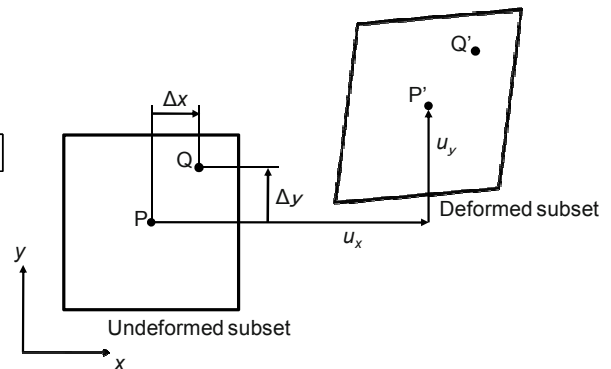 Q’
P’
Δx
u_y
Q
Δy
Deformed subset
P
u_x
y
Undeformed subset
x